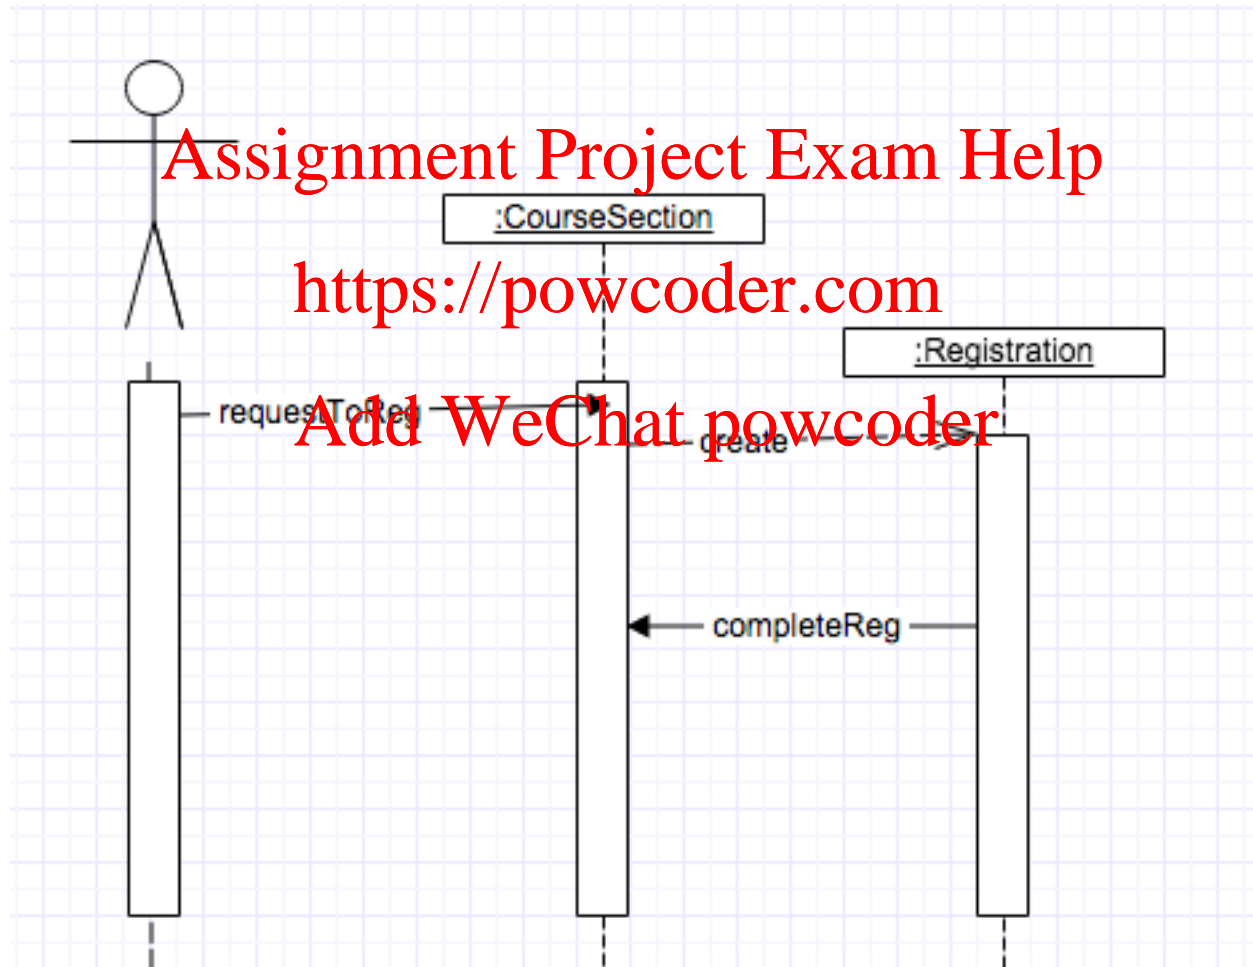 Assignment Project Exam Help
:CourseSection
https://powcoder.com
:Registration
requestToReg
Add WeChat powcoder
create
completeReg